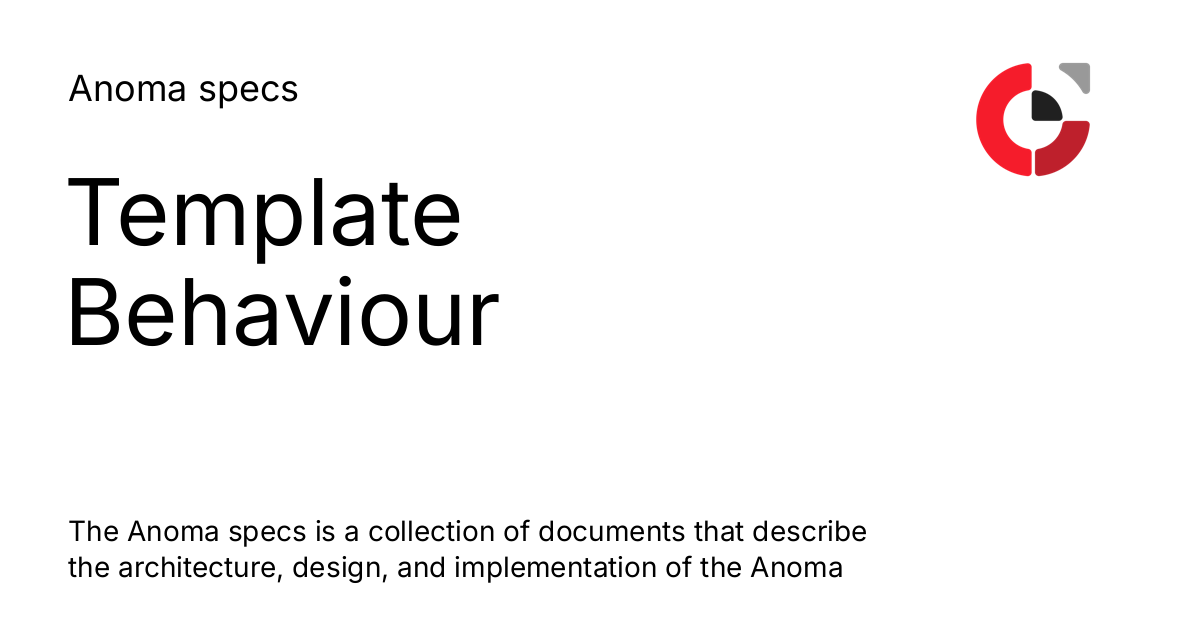 Anoma specs
Template
Behaviour
The Anoma specs is a collection of documents that describe
the architecture, design, and implementation of the Anoma